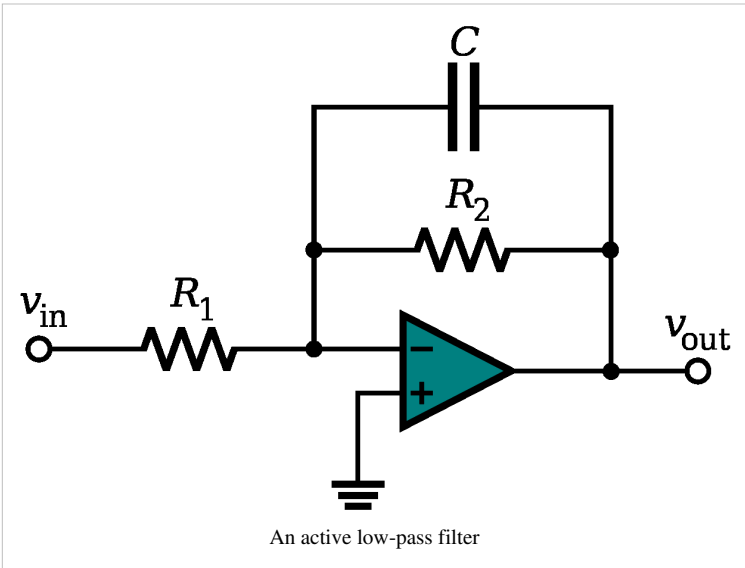 C
R2
R1
vin
vout
−
+
An active low-pass filter